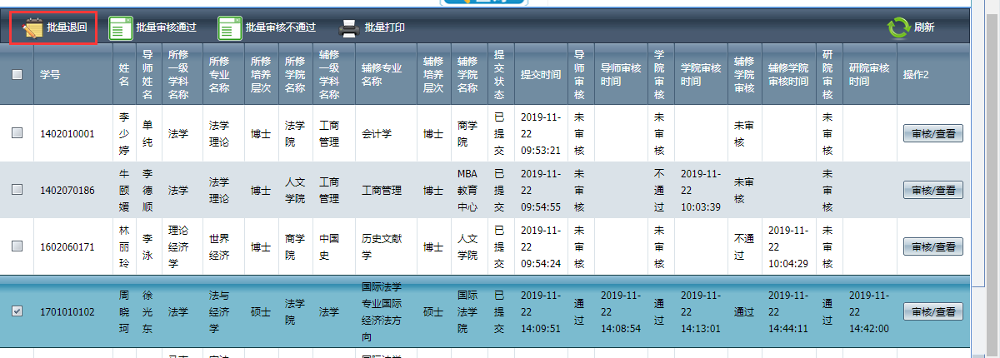 批量退回 批量审核通过 批量审核不通过 批量打印 刷新
学号 姓名 导师姓名 所修一级学科名称 所修专业名称 所修培养层次 所修学院名称 辅修一级学科名称 辅修专业名称 辅修培养层次 辅修学院名称 提交状态 提交时间 导师审核 导师审核时间 学院审核 学院审核时间 辅修学院审核 辅修学院审核时间 研院审核 研院审核时间 操作2
1402010001 李少婷 单纯 法学 法学理论 博士 法学院 工商管理 会计学 博士 商学院 已提交 2019-11-22 09:53:21 未审核 未审核 未审核 未审核 审核/查看
1402070186 牛颐媛 李德顺 法学 法学理论 博士 人文学院 工商管理 工商管理 博士 MBA教育中心 已提交 2019-11-22 09:54:55 未审核 不通过 2019-11-22 10:03:39 未审核 未审核 审核/查看
1602060171 林丽玲 李泳 理论经济学 世界经济 博士 商学院 中国史 历史文献学 博士 人文学院 已提交 2019-11-22 09:54:24 未审核 未审核 不通过 2019-11-22 10:04:29 未审核 审核/查看
1701010102 周晓珂 徐光东 法学 法与经济学 硕士 法学院 法学 国际法学专业国际经济法方向 硕士 国际法学院 已提交 2019-11-22 14:09:51 通过 2019-11-22 14:08:54 通过 2019-11-22 14:13:01 通过 2019-11-22 14:44:11 通过 2019-11-22 14:42:00 审核/查看